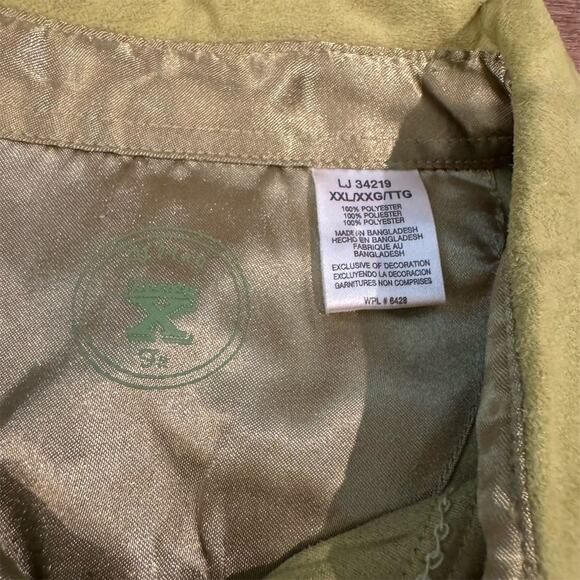 LJ 34219
XXL/XXG/TTG
100% POLYESTER
100% POLIESTER
100% POLYESTER
MADE IN BANGLADESH
HECHO EN BANGLADESH
FABRIQUE AU
BANGLADESH
EXCLUSIVE OF DECORATION
EXCLUYENDO LA DECORACION
GARNITURES NON COMPRISES
WPL # 6428